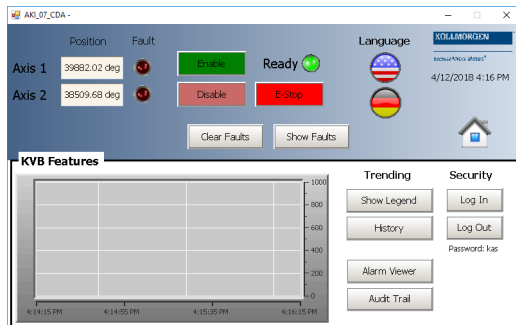 AKI_07_CDA -
Position Fault Language KOLLMORGEN
Because Motion Matters™
Axis 1 39882.02 deg Enable Ready
4/12/2018 4:16 PM
Axis 2 38509.68 deg Disable E-Stop
Clear Faults Show Faults
KVB Features
Trending Security
1000
Show Legend Log In
800
600
History Log Out
400
Password: kas
200
Alarm Viewer
0
Audit Trail
4:14:15 PM 4:14:55 PM 4:15:35 PM 4:16:15 PM